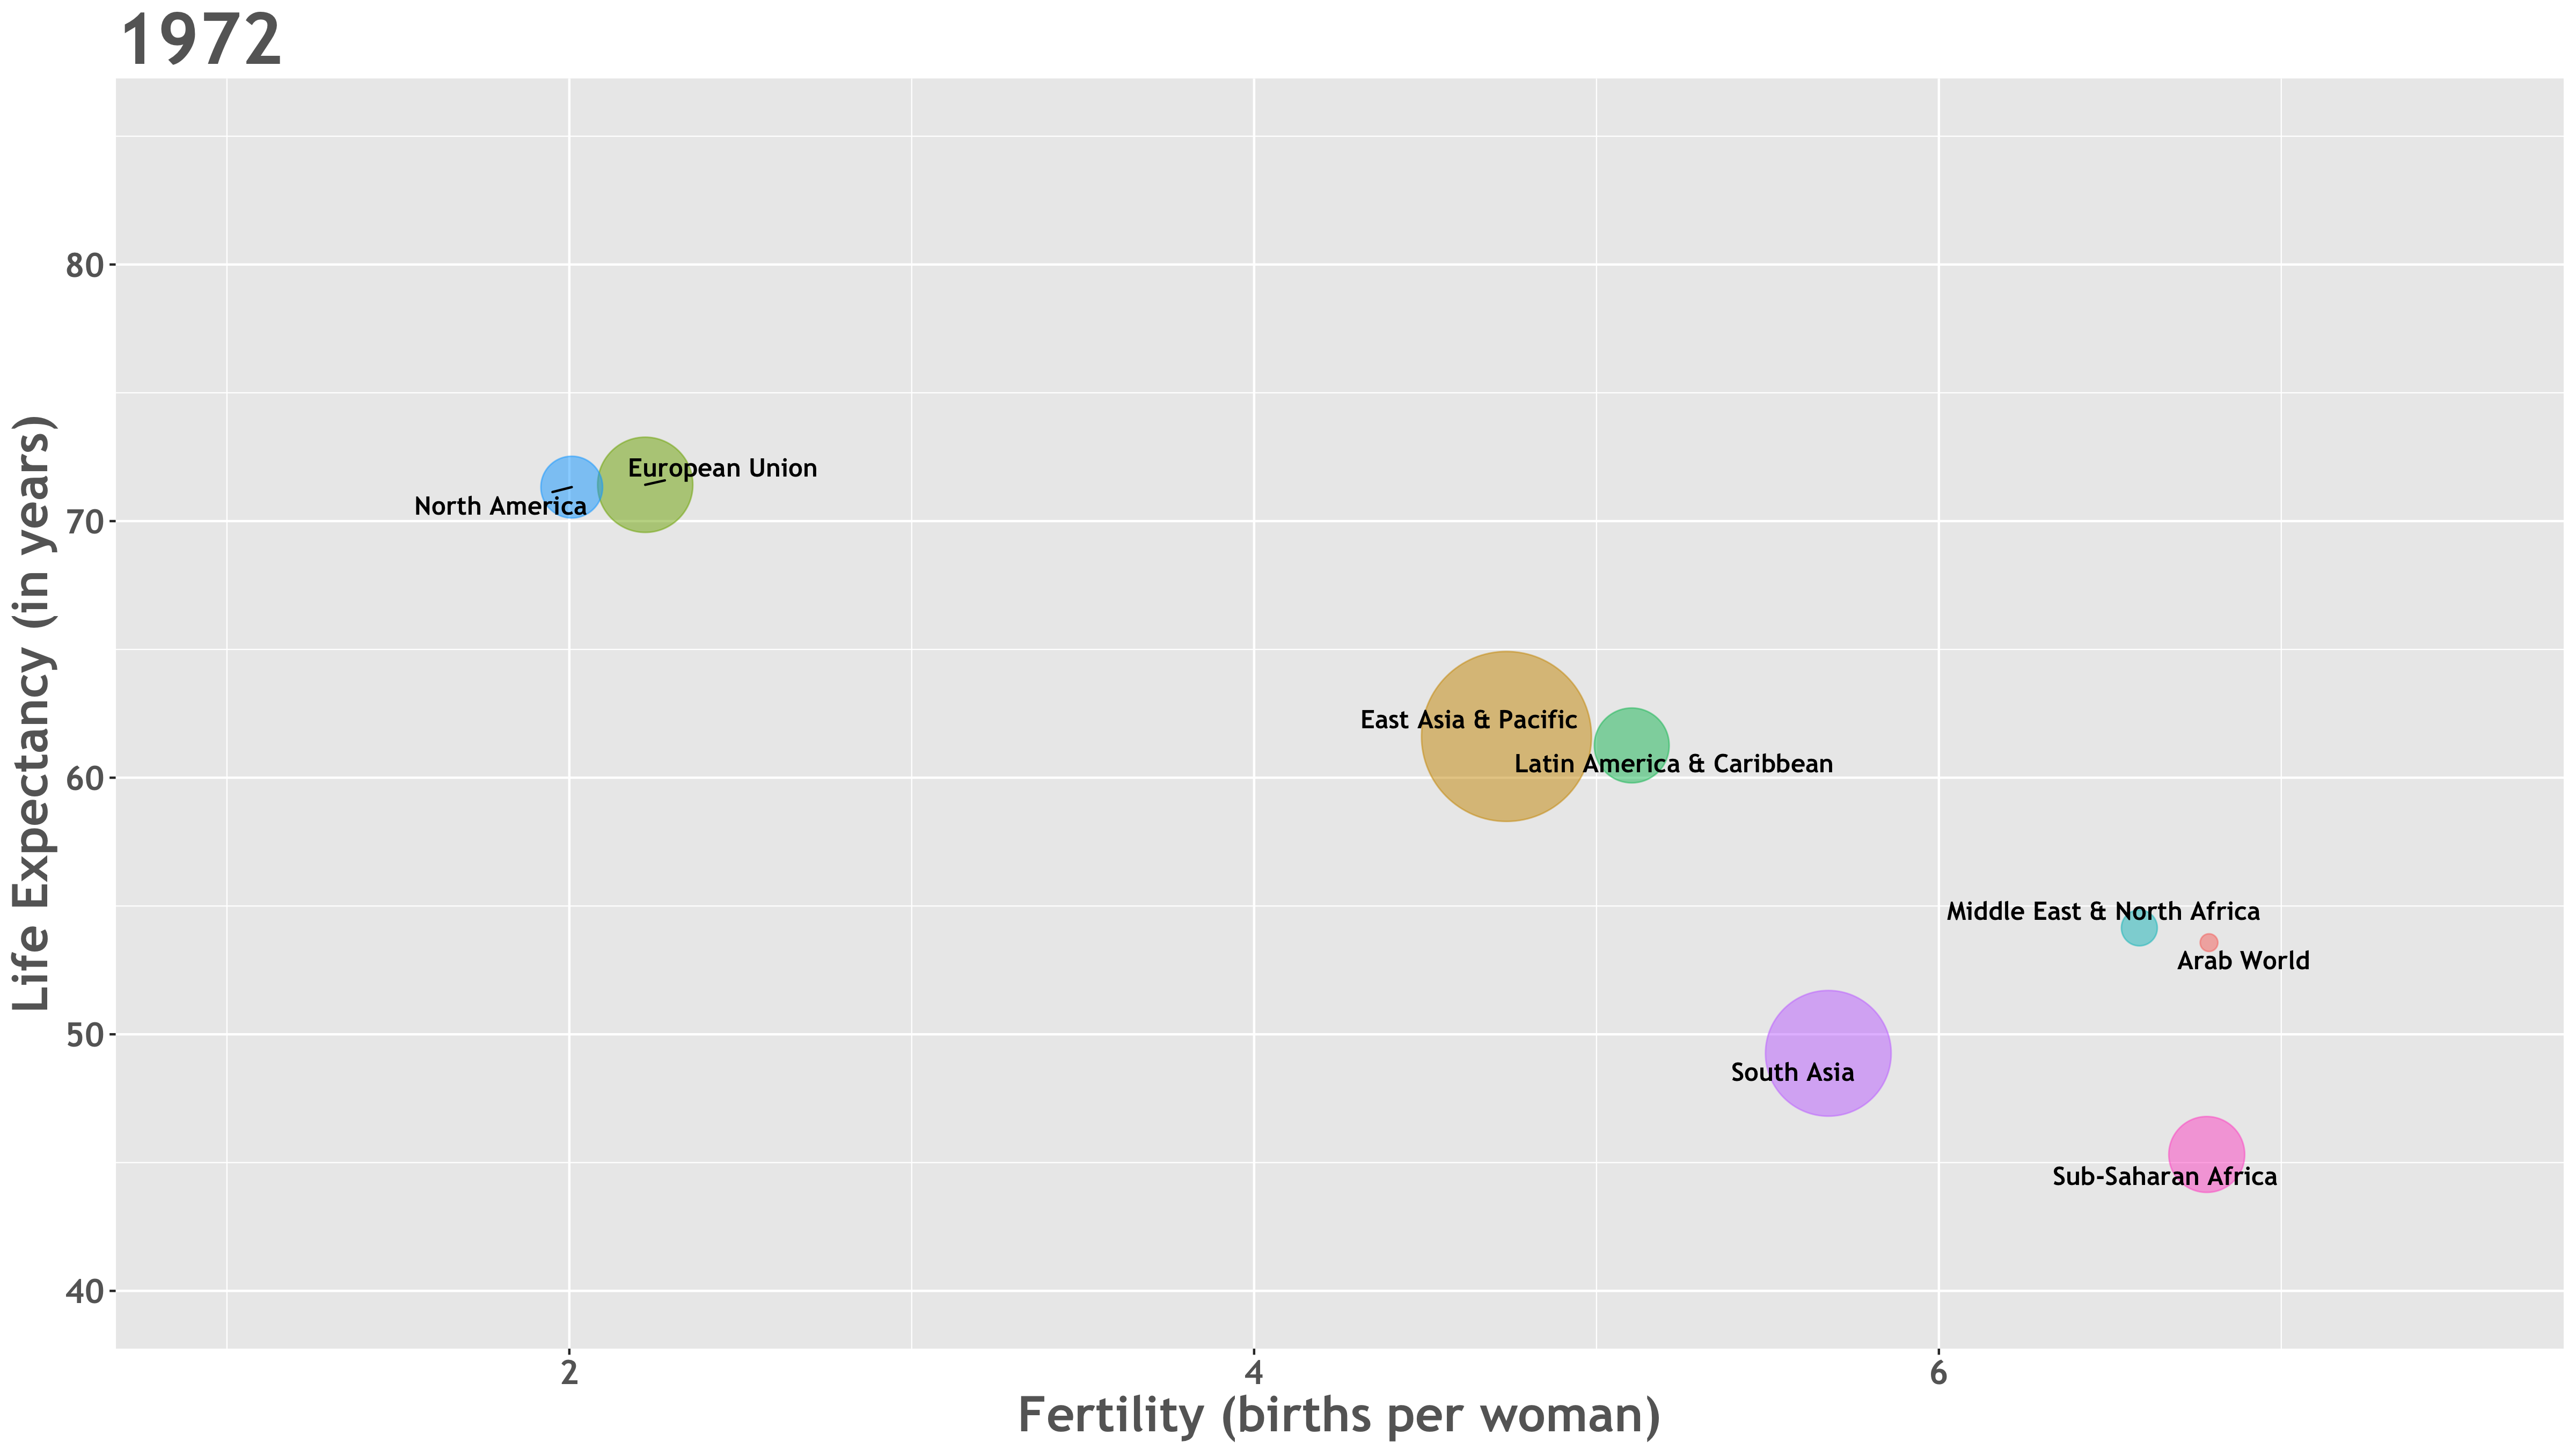 1972
Life Expectancy (in years)
80
70
60
50
40
European Union
North America
East Asia & Pacific
Latin America & Caribbean
Middle East & North Africa
Arab World
South Asia
Sub-Saharan Africa
2
4
6
Fertility (births per woman)